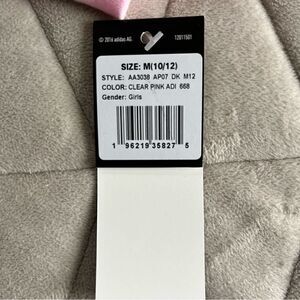 © 2016 adidas AG
12011501
SIZE: M(10/12)
STYLE: AA3038 AP07 DK M12
COLOR: CLEAR PINK ADI 668
Gender: Girls
1 96219 35827 5